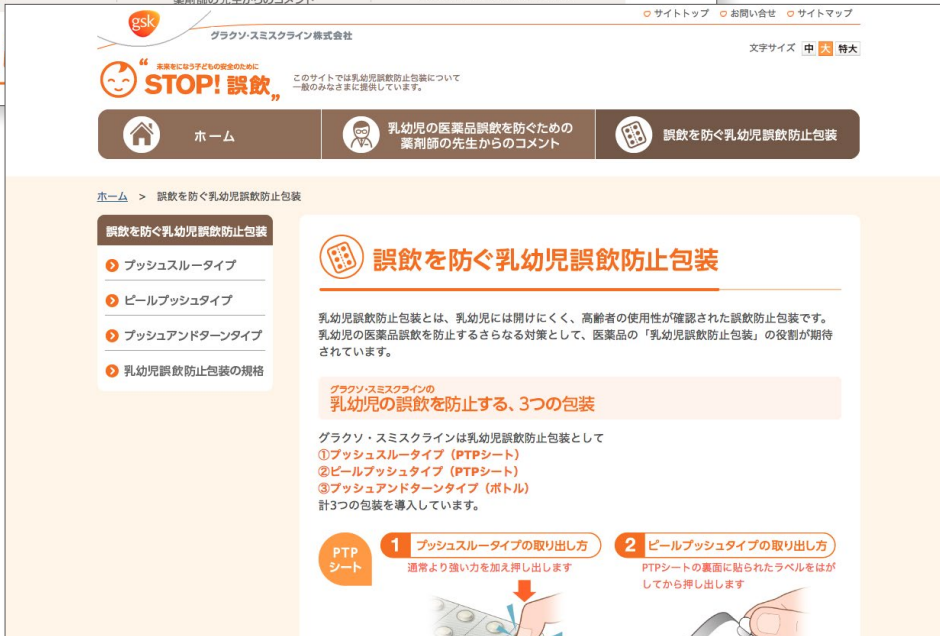 薬剤師の先生からのコメント
gsk
グラクソ･スミスクライン株式会社
サイトトップ お問い合せ サイトマップ
文字サイズ 中 大 特大
未来をになう子どもの安全のために
“STOP! 誤飲„
このサイトでは乳幼児誤飲防止包装について
一般のみなさまに提供しています。
ホーム
乳幼児の医薬品誤飲を防ぐための
薬剤師の先生からのコメント
誤飲を防ぐ乳幼児誤飲防止包装
ホーム > 誤飲を防ぐ乳幼児誤飲防止包装
誤飲を防ぐ乳幼児誤飲防止包装
プッシュスルータイプ
ピールプッシュタイプ
プッシュアンドターンタイプ
乳幼児誤飲防止包装の規格
誤飲を防ぐ乳幼児誤飲防止包装
乳幼児誤飲防止包装とは、乳幼児には開けにくく、高齢者の使用性が確認された誤飲防止包装です。
乳幼児の医薬品誤飲を防止するさらなる対策として、医薬品の「乳幼児誤飲防止包装」の役割が期待
されています。
グラクソ･スミスクラインの
乳幼児の誤飲を防止する、3つの包装
グラクソ・スミスクラインは乳幼児誤飲防止包装として
①プッシュスルータイプ（PTPシート）
②ピールプッシュタイプ（PTPシート）
③プッシュアンドターンタイプ（ボトル）
計3つの包装を導入しています。
PTP
シート
1 プッシュスルータイプの取り出し方
通常より強い力を加え押し出します
2 ピールプッシュタイプの取り出し方
PTPシートの裏面に貼られたラベルをはが
してから押し出します